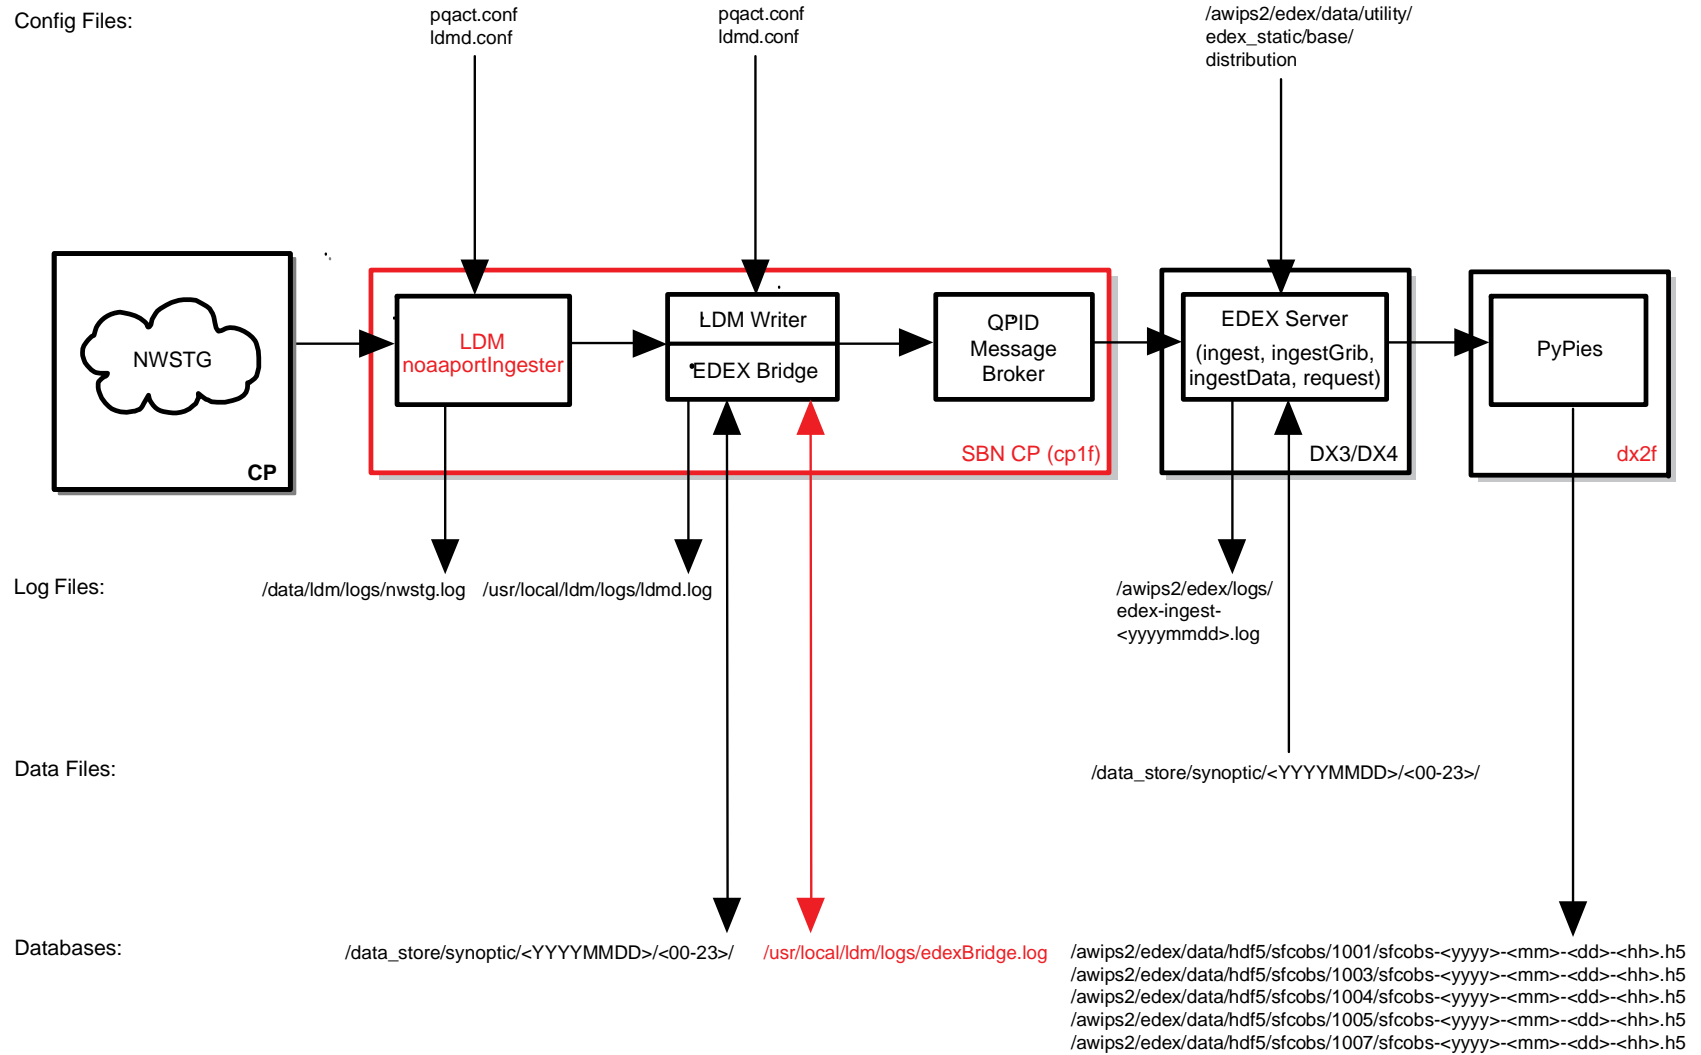 Config Files:
pqact.conf
ldmd.conf
pqact.conf
ldmd.conf
/awips2/edex/data/utility/
edex_static/base/
distribution
NWSTG
CP
LDM
noaaportIngester
LDM Writer
EDEX Bridge
QPID
Message
Broker
SBN CP (cp1f)
EDEX Server
(ingest, ingestGrib,
ingestData, request)
DX3/DX4
PyPies
dx2f
Log Files:
/data/ldm/logs/nwstg.log
/usr/local/ldm/logs/ldmd.log
/awips2/edex/logs/
edex-ingest-
<yyyymmdd>.log
Data Files:
/data_store/synoptic/<YYYYMMDD>/<00-23>/
Databases:
/data_store/synoptic/<YYYYMMDD>/<00-23>/
/usr/local/ldm/logs/edexBridge.log
/awips2/edex/data/hdf5/sfcobs/1001/sfcobs-<yyyy>-<mm>-<dd>-<hh>.h5
/awips2/edex/data/hdf5/sfcobs/1003/sfcobs-<yyyy>-<mm>-<dd>-<hh>.h5
/awips2/edex/data/hdf5/sfcobs/1004/sfcobs-<yyyy>-<mm>-<dd>-<hh>.h5
/awips2/edex/data/hdf5/sfcobs/1005/sfcobs-<yyyy>-<mm>-<dd>-<hh>.h5
/awips2/edex/data/hdf5/sfcobs/1007/sfcobs-<yyyy>-<mm>-<dd>-<hh>.h5